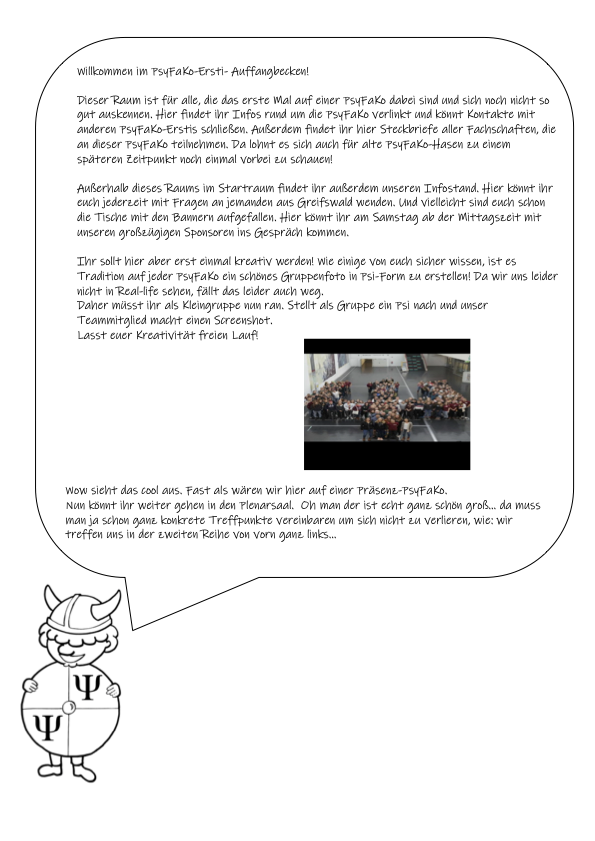 Willkommen im PsyFaKo-Ersti- Auffangbecken!
Dieser Raum ist für alle, die das erste Mal auf einer PsyFaKo dabei sind und sich noch nicht so
gut auskennen. Hier findet ihr Infos rund um die PsyFaKo verlinkt und könnt Kontakte mit
anderen PsyFaKo-Erstis schließen. Außerdem findet ihr hier Steckbriefe aller Fachschaften, die
an dieser PsyFaKo teilnehmen. Da lohnt es sich auch für alte PsyFaKo-Hasen zu einem
späteren Zeitpunkt noch einmal vorbei zu schauen!
Außerhalb dieses Raums im Startraum findet ihr außerdem unseren Infostand. Hier könnt ihr
euch jederzeit mit Fragen an jemanden aus Greifswald wenden. Und vielleicht sind euch schon
die Tische mit den Bannern aufgefallen. Hier könnt ihr am Samstag ab der Mittagszeit mit
unseren großzügigen Sponsoren ins Gespräch kommen.
Ihr sollt hier aber erst einmal kreativ werden! Wie einige von euch sicher wissen, ist es
Tradition auf jeder PsyFaKo ein schönes Gruppenfoto in Psi-Form zu erstellen! Da wir uns leider
nicht in Real-life sehen, fällt das leider auch weg.
Daher müsst ihr als Kleingruppe nun ran. Stellt als Gruppe ein Psi nach und unser
Teammitglied macht einen Screenshot.
Lasst euer Kreativität freien Lauf!
Wow sieht das cool aus. Fast als wären wir hier auf einer Präsenz-PsyFaKo.
Nun könnt ihr weiter gehen in den Plenarsaal. Oh man der ist echt ganz schön groß... da muss
man ja schon ganz konkrete Treffpunkte vereinbaren um sich nicht zu verlieren, wie: wir
treffen uns in der zweiten Reihe von vorn ganz links...
Ψ
Ψ